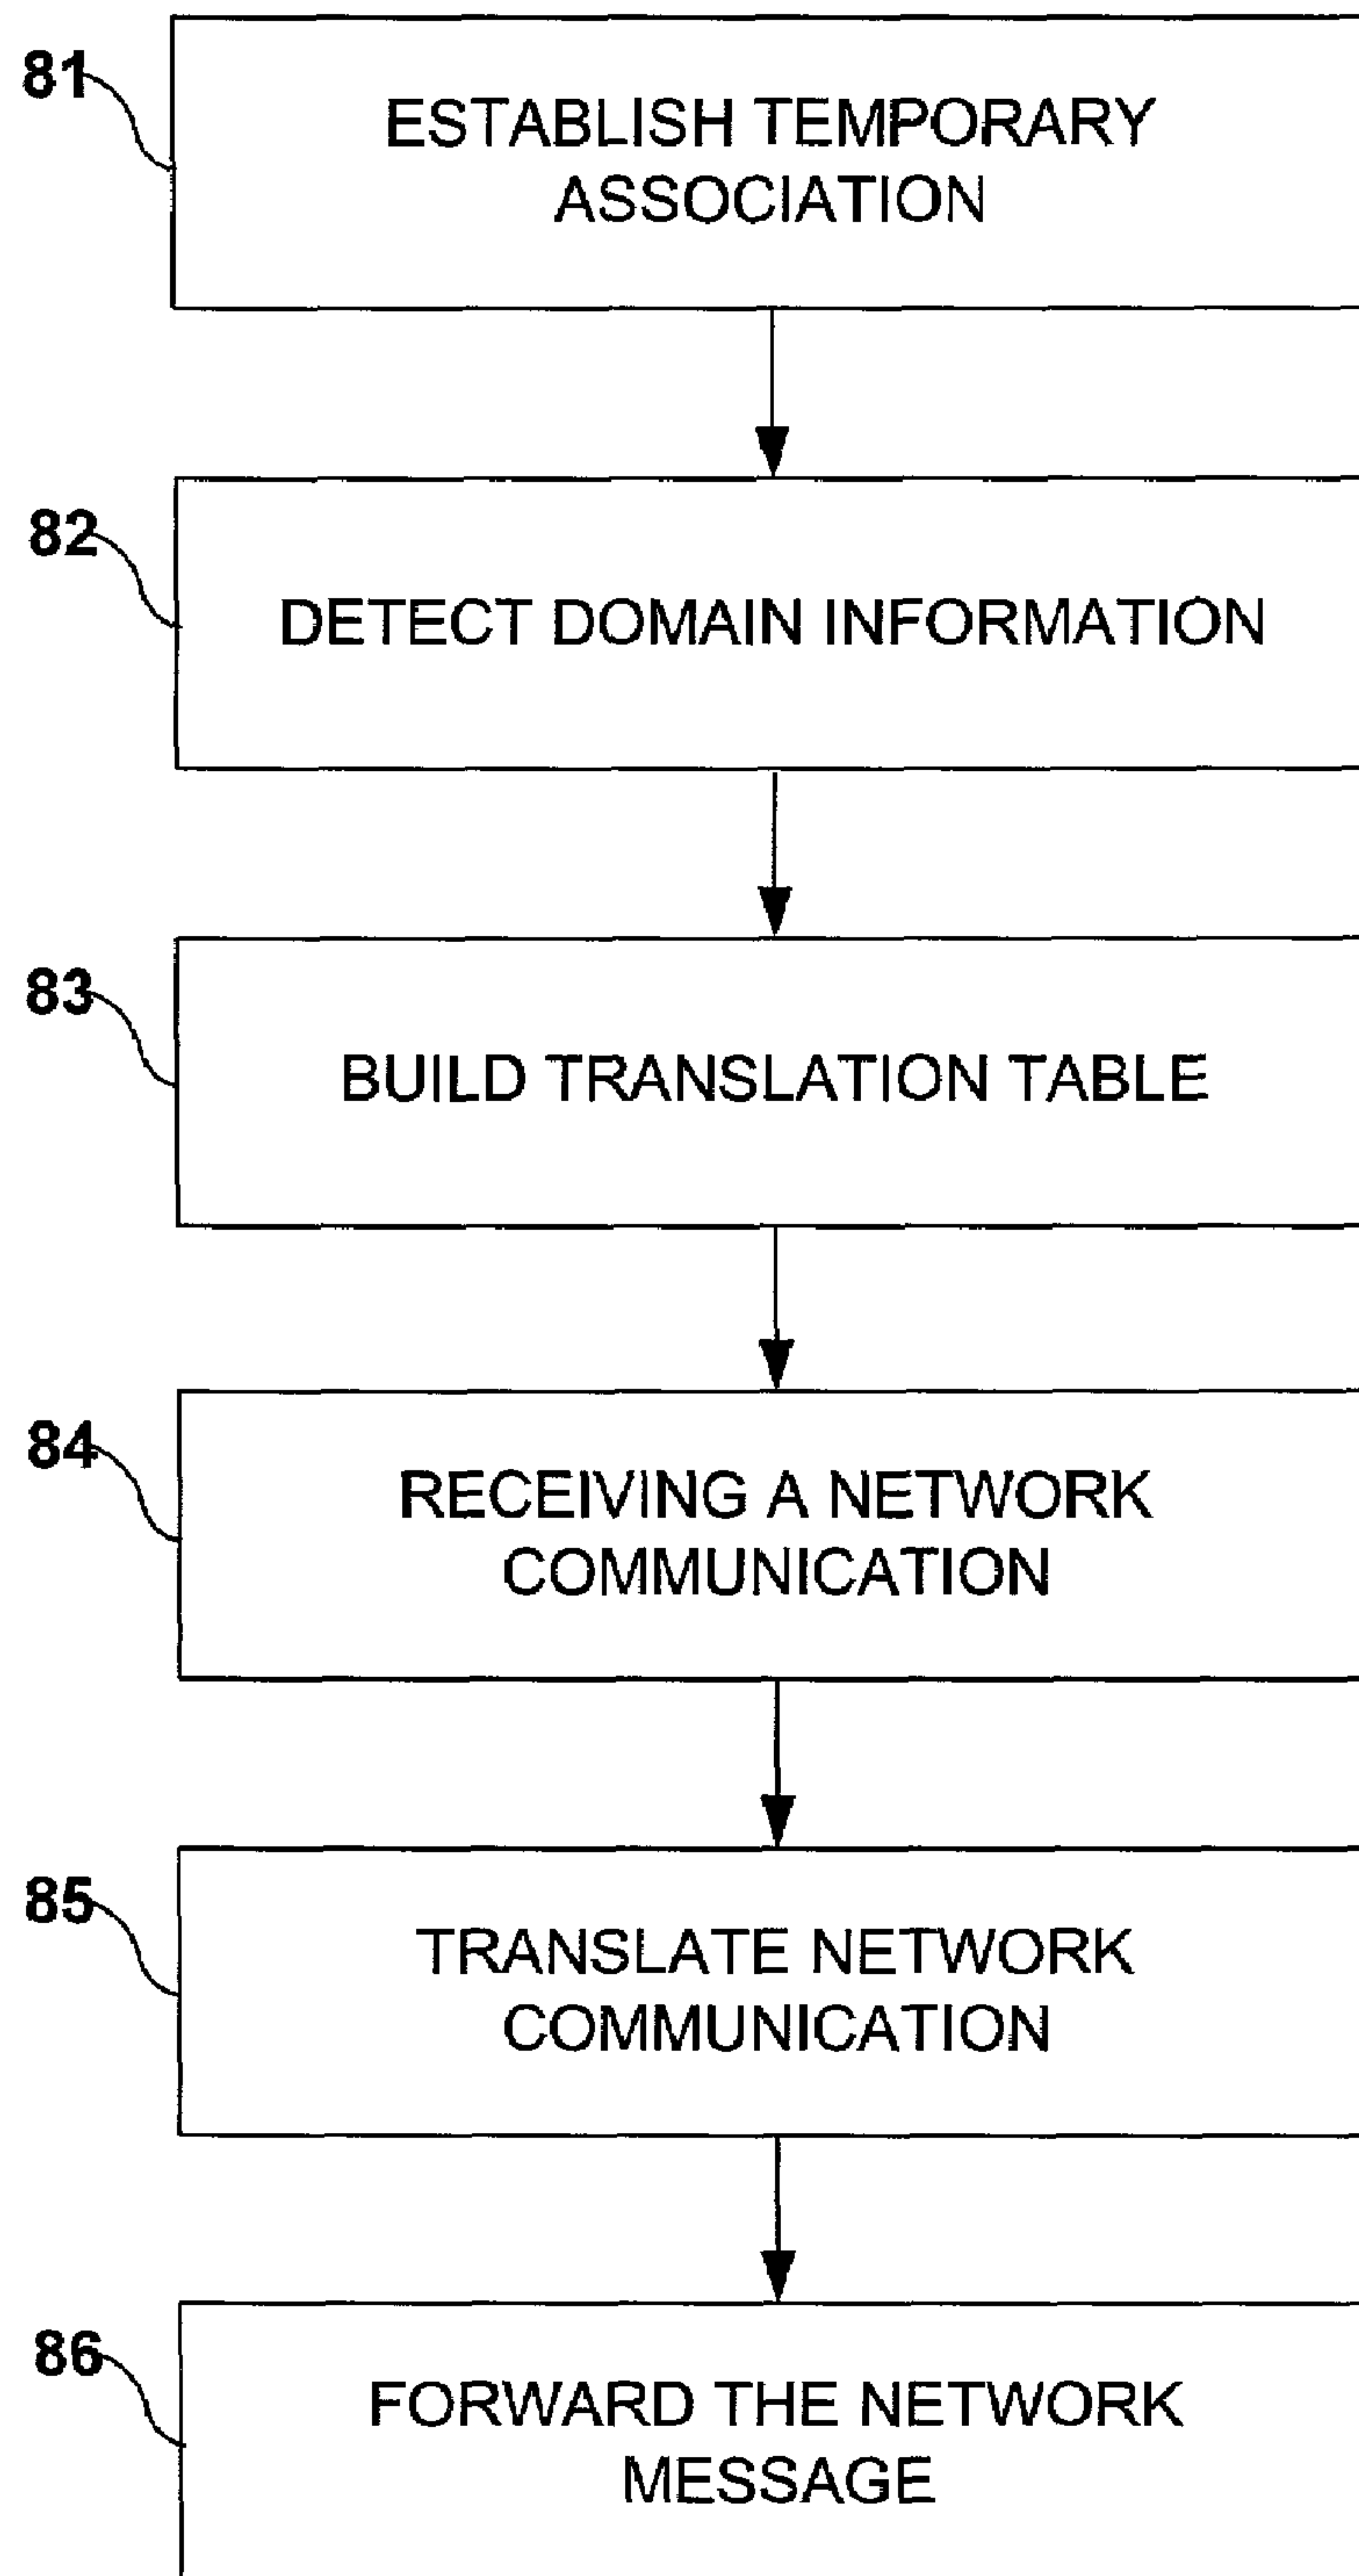 81
ESTABLISH TEMPORARY
ASSOCIATION
82
DETECT DOMAIN INFORMATION
83
BUILD TRANSLATION TABLE
84
RECEIVING A NETWORK
COMMUNICATION
85
TRANSLATE NETWORK
COMMUNICATION
86
FORWARD THE NETWORK
MESSAGE